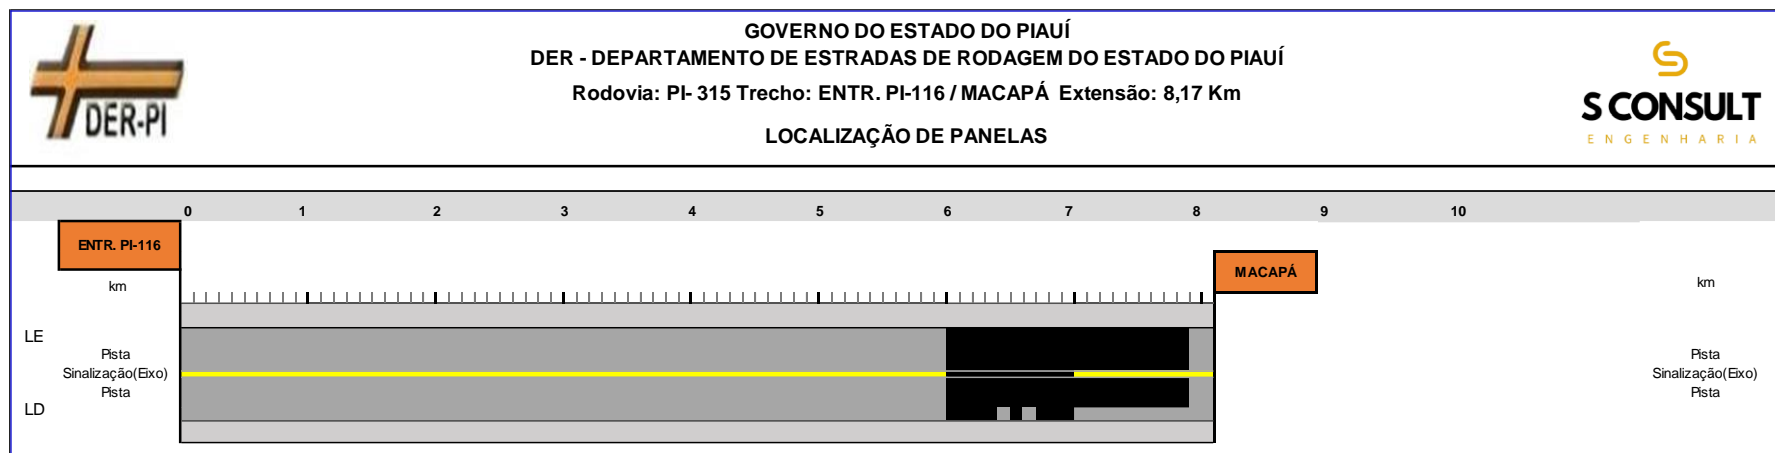 GOVERNO DO ESTADO DO PIAUÍ
DER - DEPARTAMENTO DE ESTRADAS DE RODAGEM DO ESTADO DO PIAUÍ
Rodovia: PI- 315 Trecho: ENTR. PI-116 / MACAPÁ Extensão: 8,17 Km
LOCALIZAÇÃO DE PANELAS
DER-PI
S CONSULT
ENGENHARIA
0 1 2 3 4 5 6 7 8 9 10
ENTR. PI-116
MACAPÁ
km km
LE
Pista Pista
Sinalização(Eixo) Sinalização(Eixo)
Pista Pista
LD